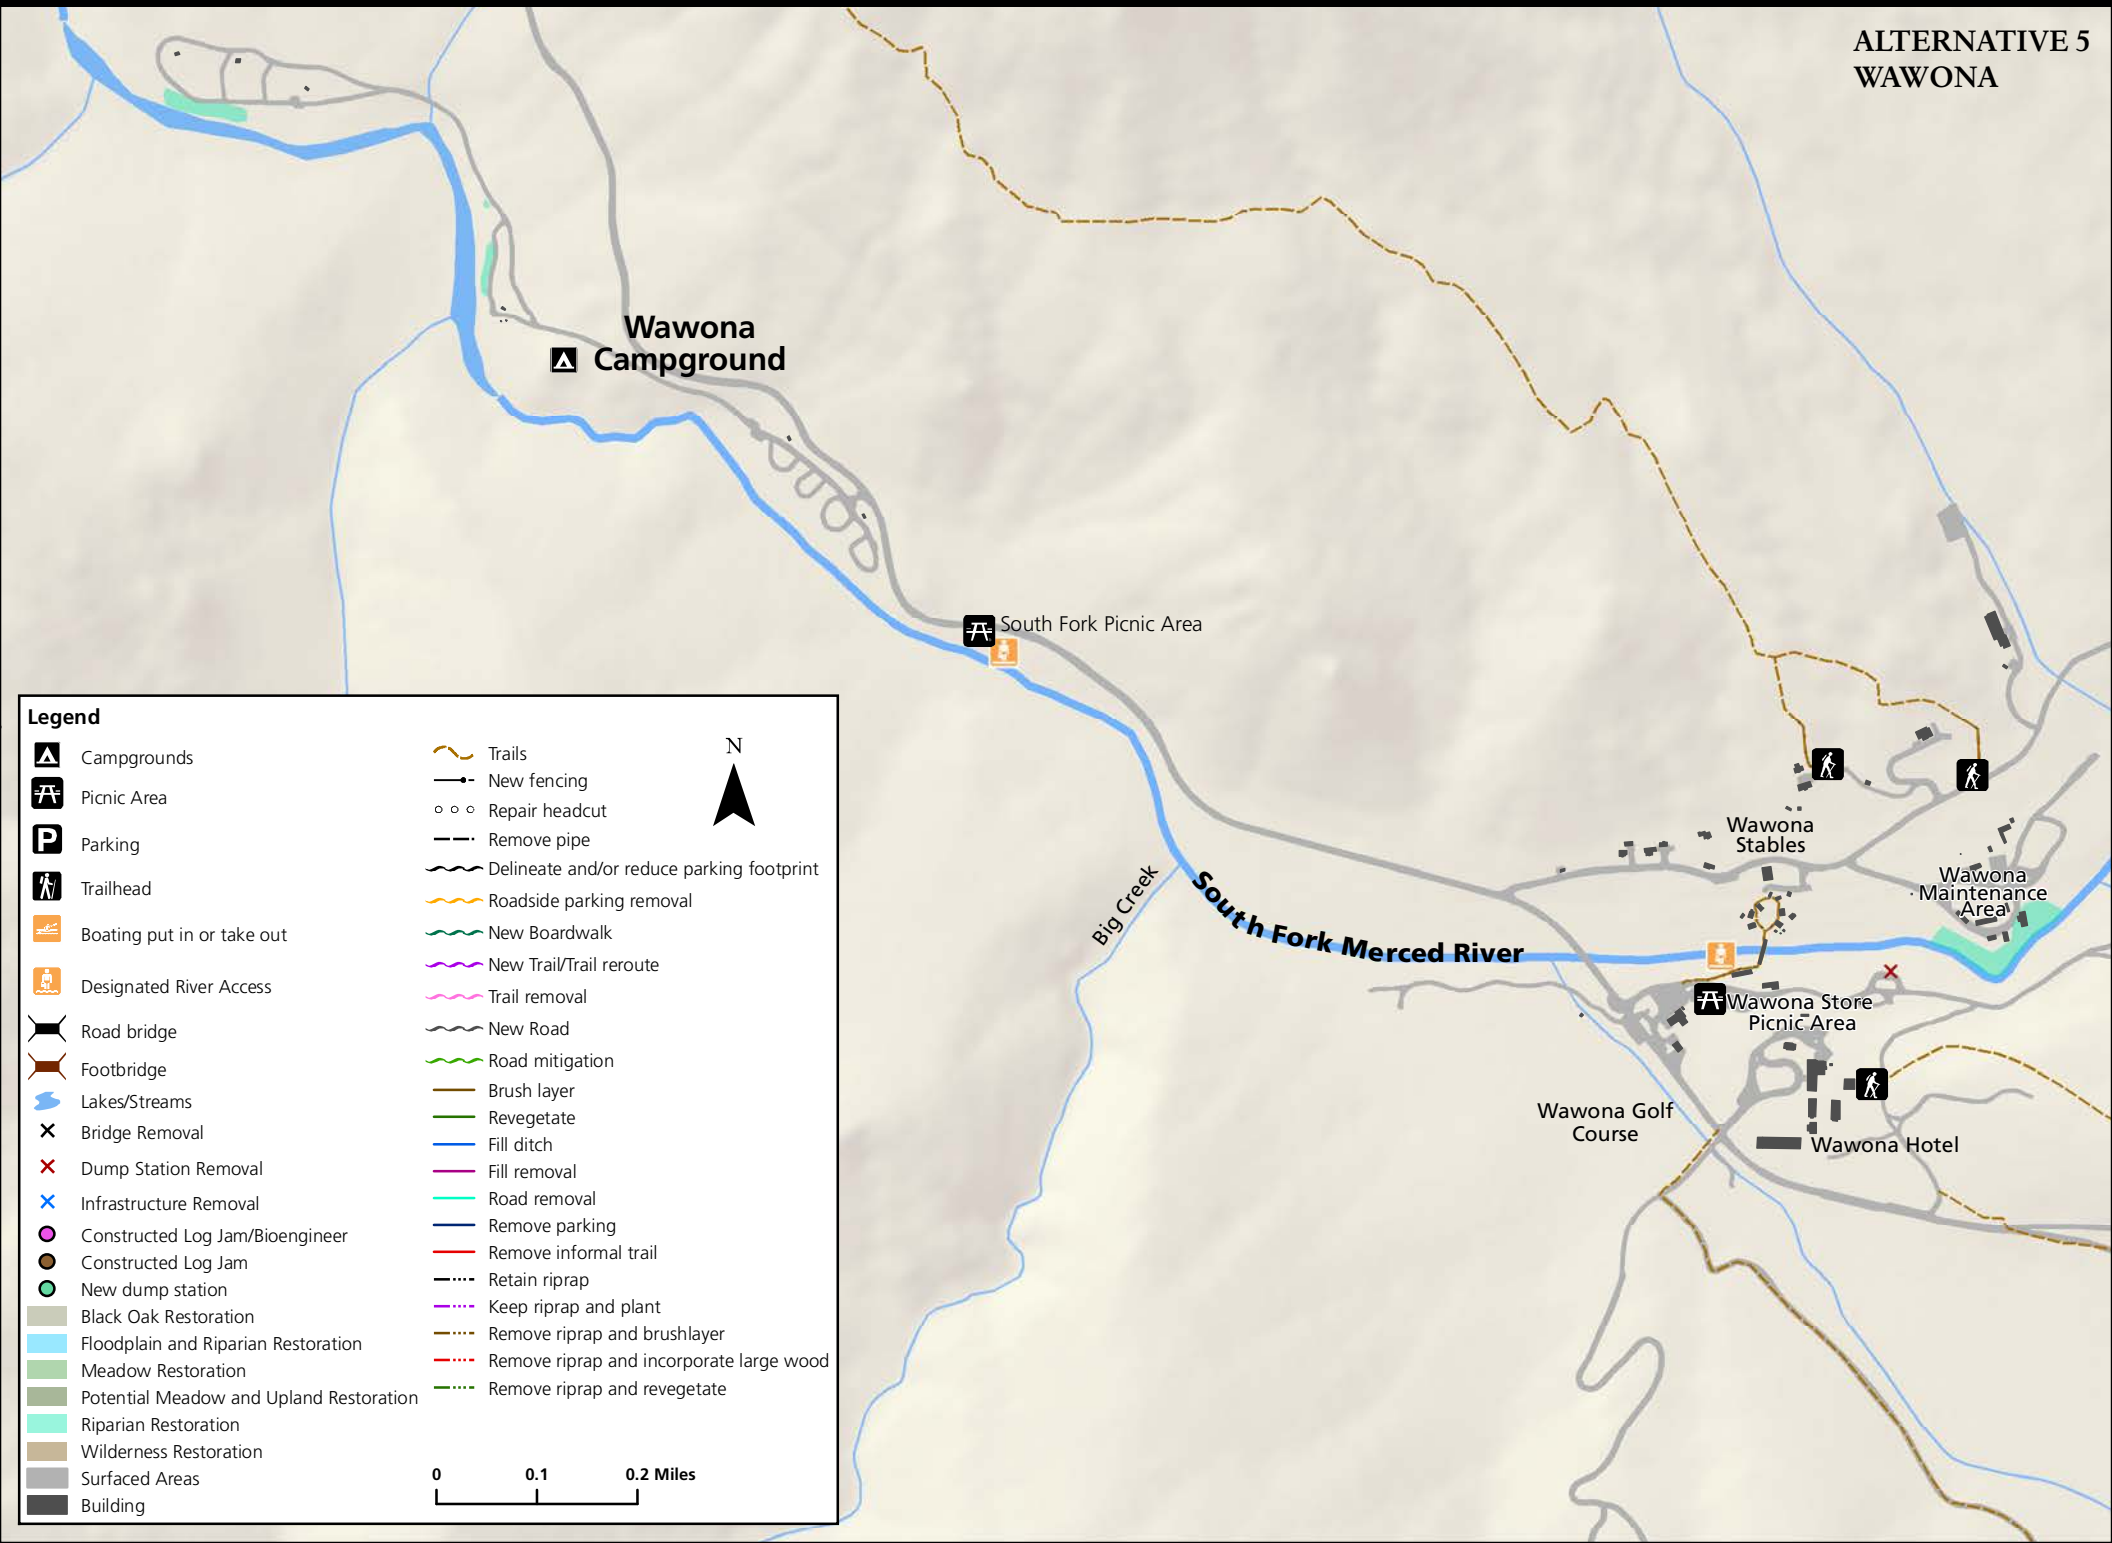 ALTERNATIVE 5
WAWONA
Wawona
Campground
South Fork Picnic Area
Wawona
Stables
Wawona
Maintenance
Area
Big Creek
South Fork Merced River
Wawona Store
Picnic Area
Wawona Golf
Course
Wawona Hotel
Legend
Campgrounds
Picnic Area
P
Parking
Trailhead
Boating put in or take out
Designated River Access
Road bridge
Footbridge
Lakes/Streams
Bridge Removal
Dump Station Removal
Infrastructure Removal
Constructed Log Jam/Bioengineer
Constructed Log Jam
New dump station
Black Oak Restoration
Floodplain and Riparian Restoration
Meadow Restoration
Potential Meadow and Upland Restoration
Riparian Restoration
Wilderness Restoration
Surfaced Areas
Building
Trails
New fencing
Repair headcut
Remove pipe
Delineate and/or reduce parking footprint
Roadside parking removal
New Boardwalk
New Trail/Trail reroute
Trail removal
New Road
Road mitigation
Brush layer
Revegetate
Fill ditch
Fill removal
Road removal
Remove parking
Remove informal trail
Retain riprap
Keep riprap and plant
Remove riprap and brushlayer
Remove riprap and incorporate large wood
Remove riprap and revegetate
N
0 0.1 0.2 Miles